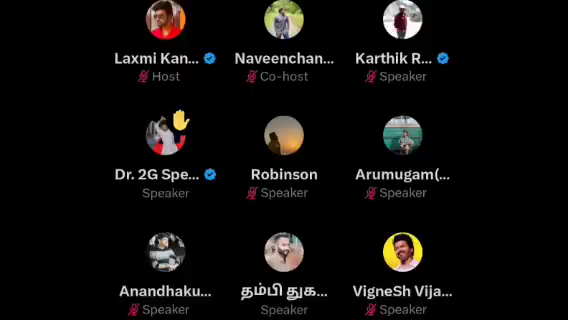 Laxmi Kan... Naveenchan... Karthik R...
Host Co-host Speaker
Dr. 2G Spe... Robinson Arumugam(...
Speaker Speaker Speaker
Anandhaku... தம்பி துக... VigneSh Vija...
Speaker Speaker Speaker